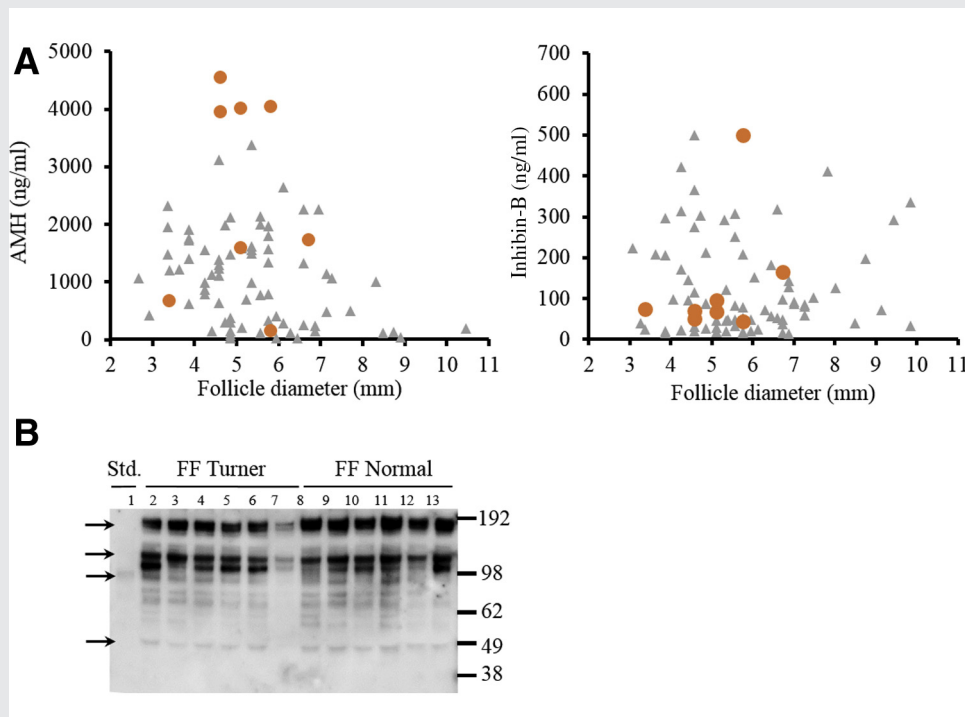 A
AMH (ng/ml)
5000
4000
3000
2000
1000
0
2 3 4 5 6 7 8 9 10 11
Follicle diameter (mm)
Inhibin-B (ng/ml)
700
600
500
400
300
200
100
0
2 3 4 5 6 7 8 9 10 11
Follicle diameter (mm)
B
Std. FF Turner FF Normal
1 2 3 4 5 6 7 8 9 10 11 12 13
192
98
62
49
38